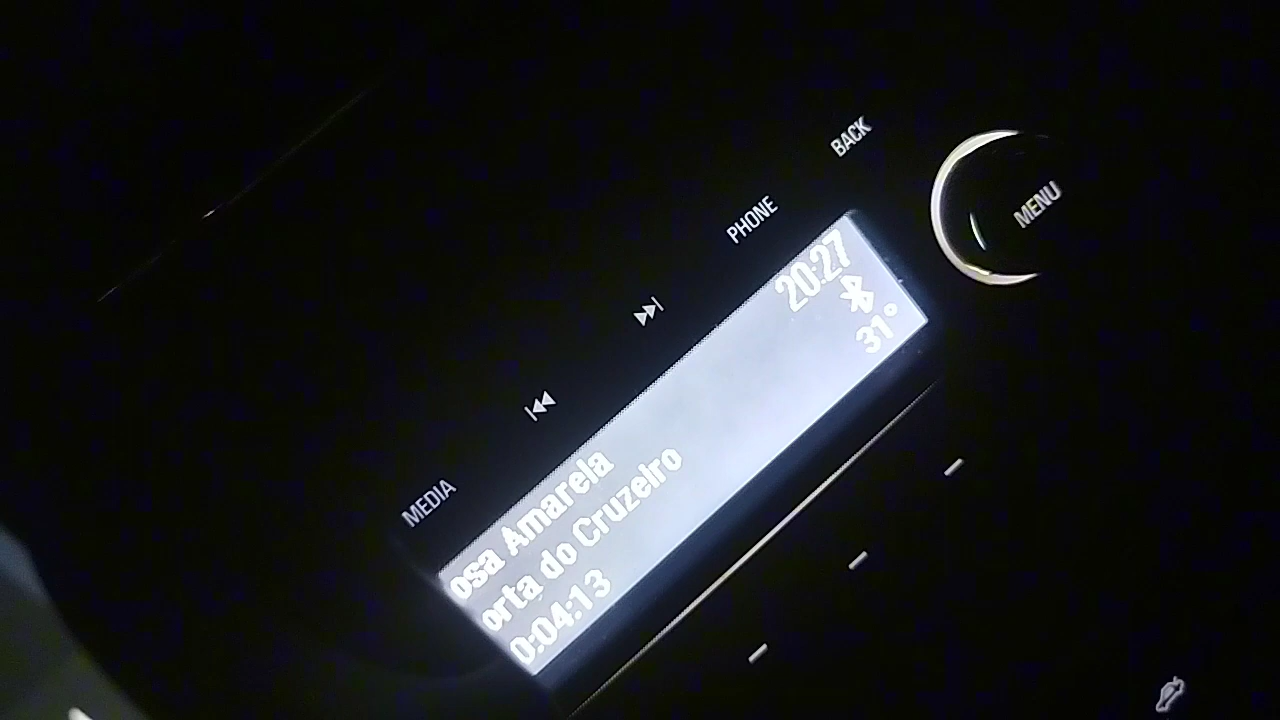 BACK
MENU
PHONE
MEDIA
20:27
31°
osa Amarela
orta do Cruzeiro
0:04:13